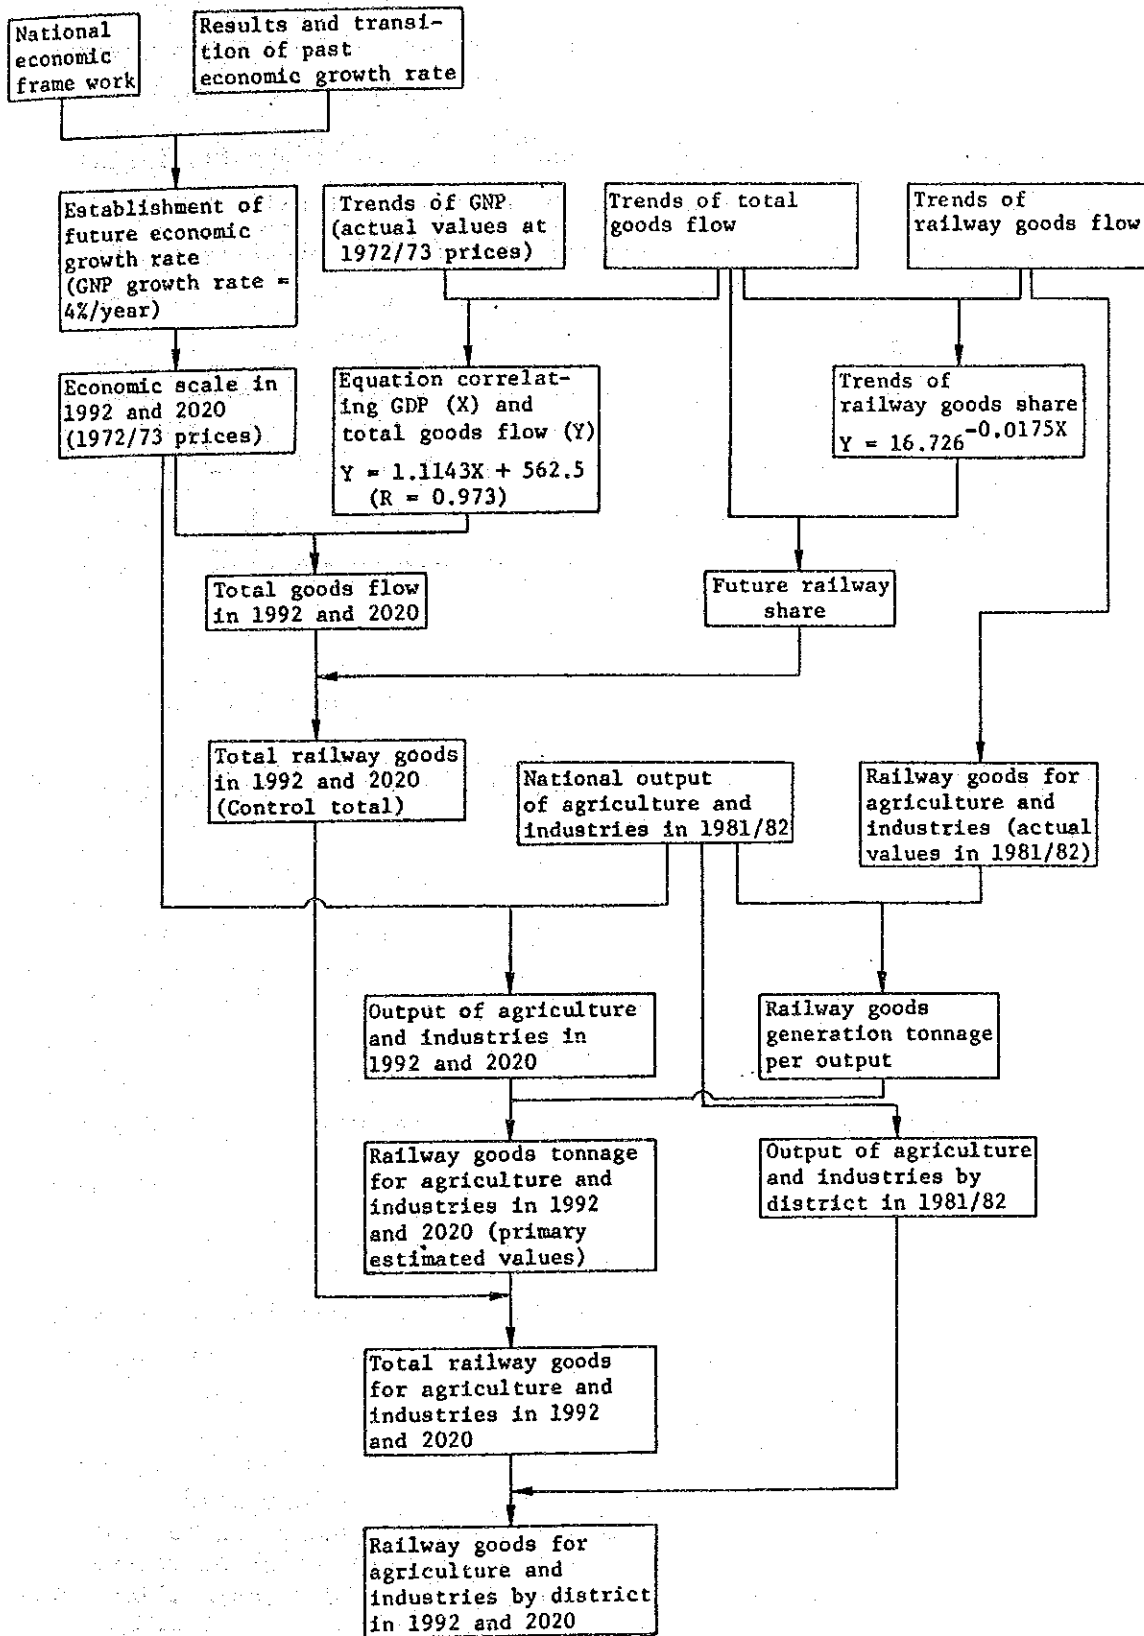 National
economic
frame work
Results and transi-
tion of past
economic growth rate
Establishment of
future economic
growth rate
(GNP growth rate =
4%/year)
Trends of GNP
(actual values at
1972/73 prices)
Trends of total
goods flow
Trends of
railway goods flow
Economic scale in
1992 and 2020
(1972/73 prices)
Equation correlat-
ing GDP (X) and
total goods flow (Y)
Y = 1.1143X + 562.5
(R = 0.973)
Trends of
railway goods share
Y = 16.726^-0.0175X
Total goods flow
in 1992 and 2020
Future railway
share
Total railway goods
in 1992 and 2020
(Control total)
National output
of agriculture and
industries in 1981/82
Railway goods for
agriculture and
industries (actual
values in 1981/82)
Output of agriculture
and industries in
1992 and 2020
Railway goods
generation tonnage
per output
Railway goods tonnage
for agriculture and
industries in 1992
and 2020 (primary
estimated values)
Output of agriculture
and industries by
district in 1981/82
Total railway goods
for agriculture and
industries in 1992
and 2020
Railway goods for
agriculture and
industries by district
in 1992 and 2020